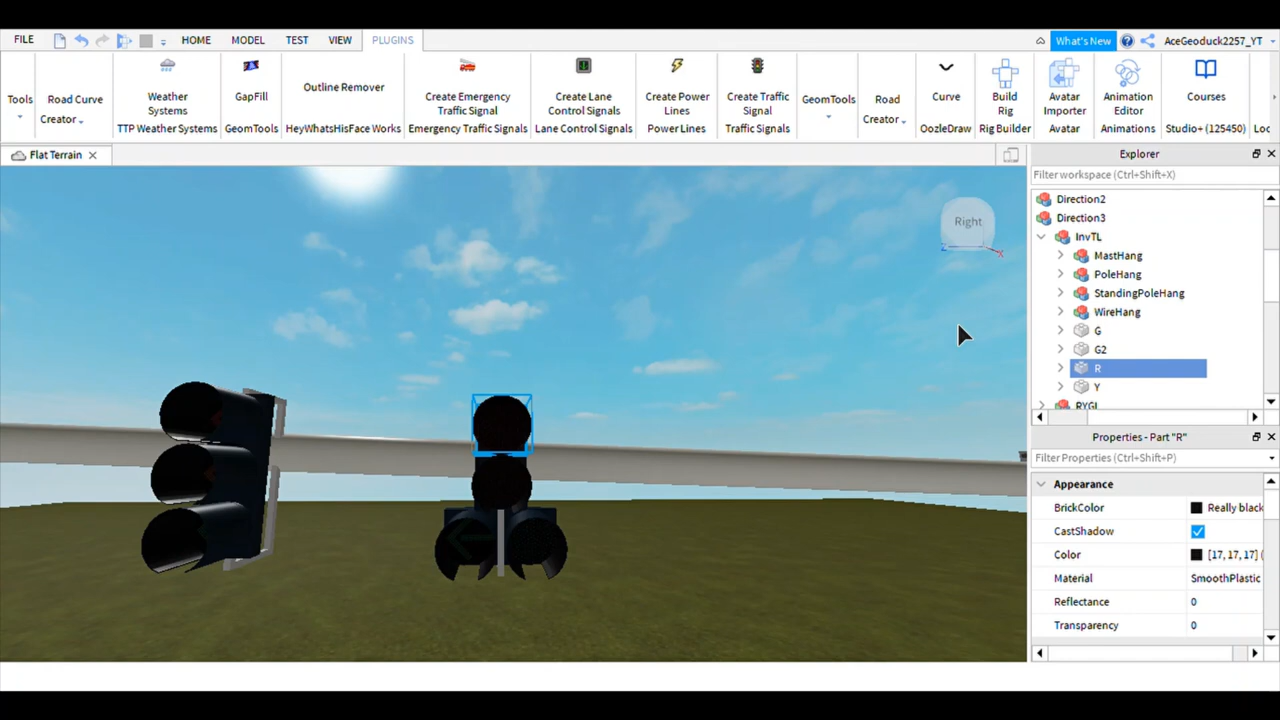 FILE HOME MODEL TEST VIEW PLUGINS What's New AceGeoduck2257_YT
Tools
Road Curve
Creator
Weather
Systems
TTP Weather Systems
GapFill
GeomTools
Outline Remover
HeyWhatsHisFace Works
Create Emergency
Traffic Signal
Emergency Traffic Signals
Create Lane
Control Signals
Lane Control Signals
Create Power
Lines
Power Lines
Create Traffic
Signal
Traffic Signals
GeomTools
Road
Creator
Curve
OozleDraw
Build
Rig
Rig Builder
Avatar
Importer
Avatar
Animation
Editor
Animations
Courses
Studio+ (125450)
Loc
Flat Terrain
Right
Z
X
Explorer
Filter workspace (Ctrl+Shift+X)
Direction2
Direction3
InvTL
MastHang
PoleHang
StandingPoleHang
WireHang
G
G2
R
Y
Properties - Part "R"
Filter Properties (Ctrl+Shift+P)
Appearance
BrickColor Really black
CastShadow
Color [17, 17, 17] (
Material SmoothPlastic
Reflectance 0
Transparency 0